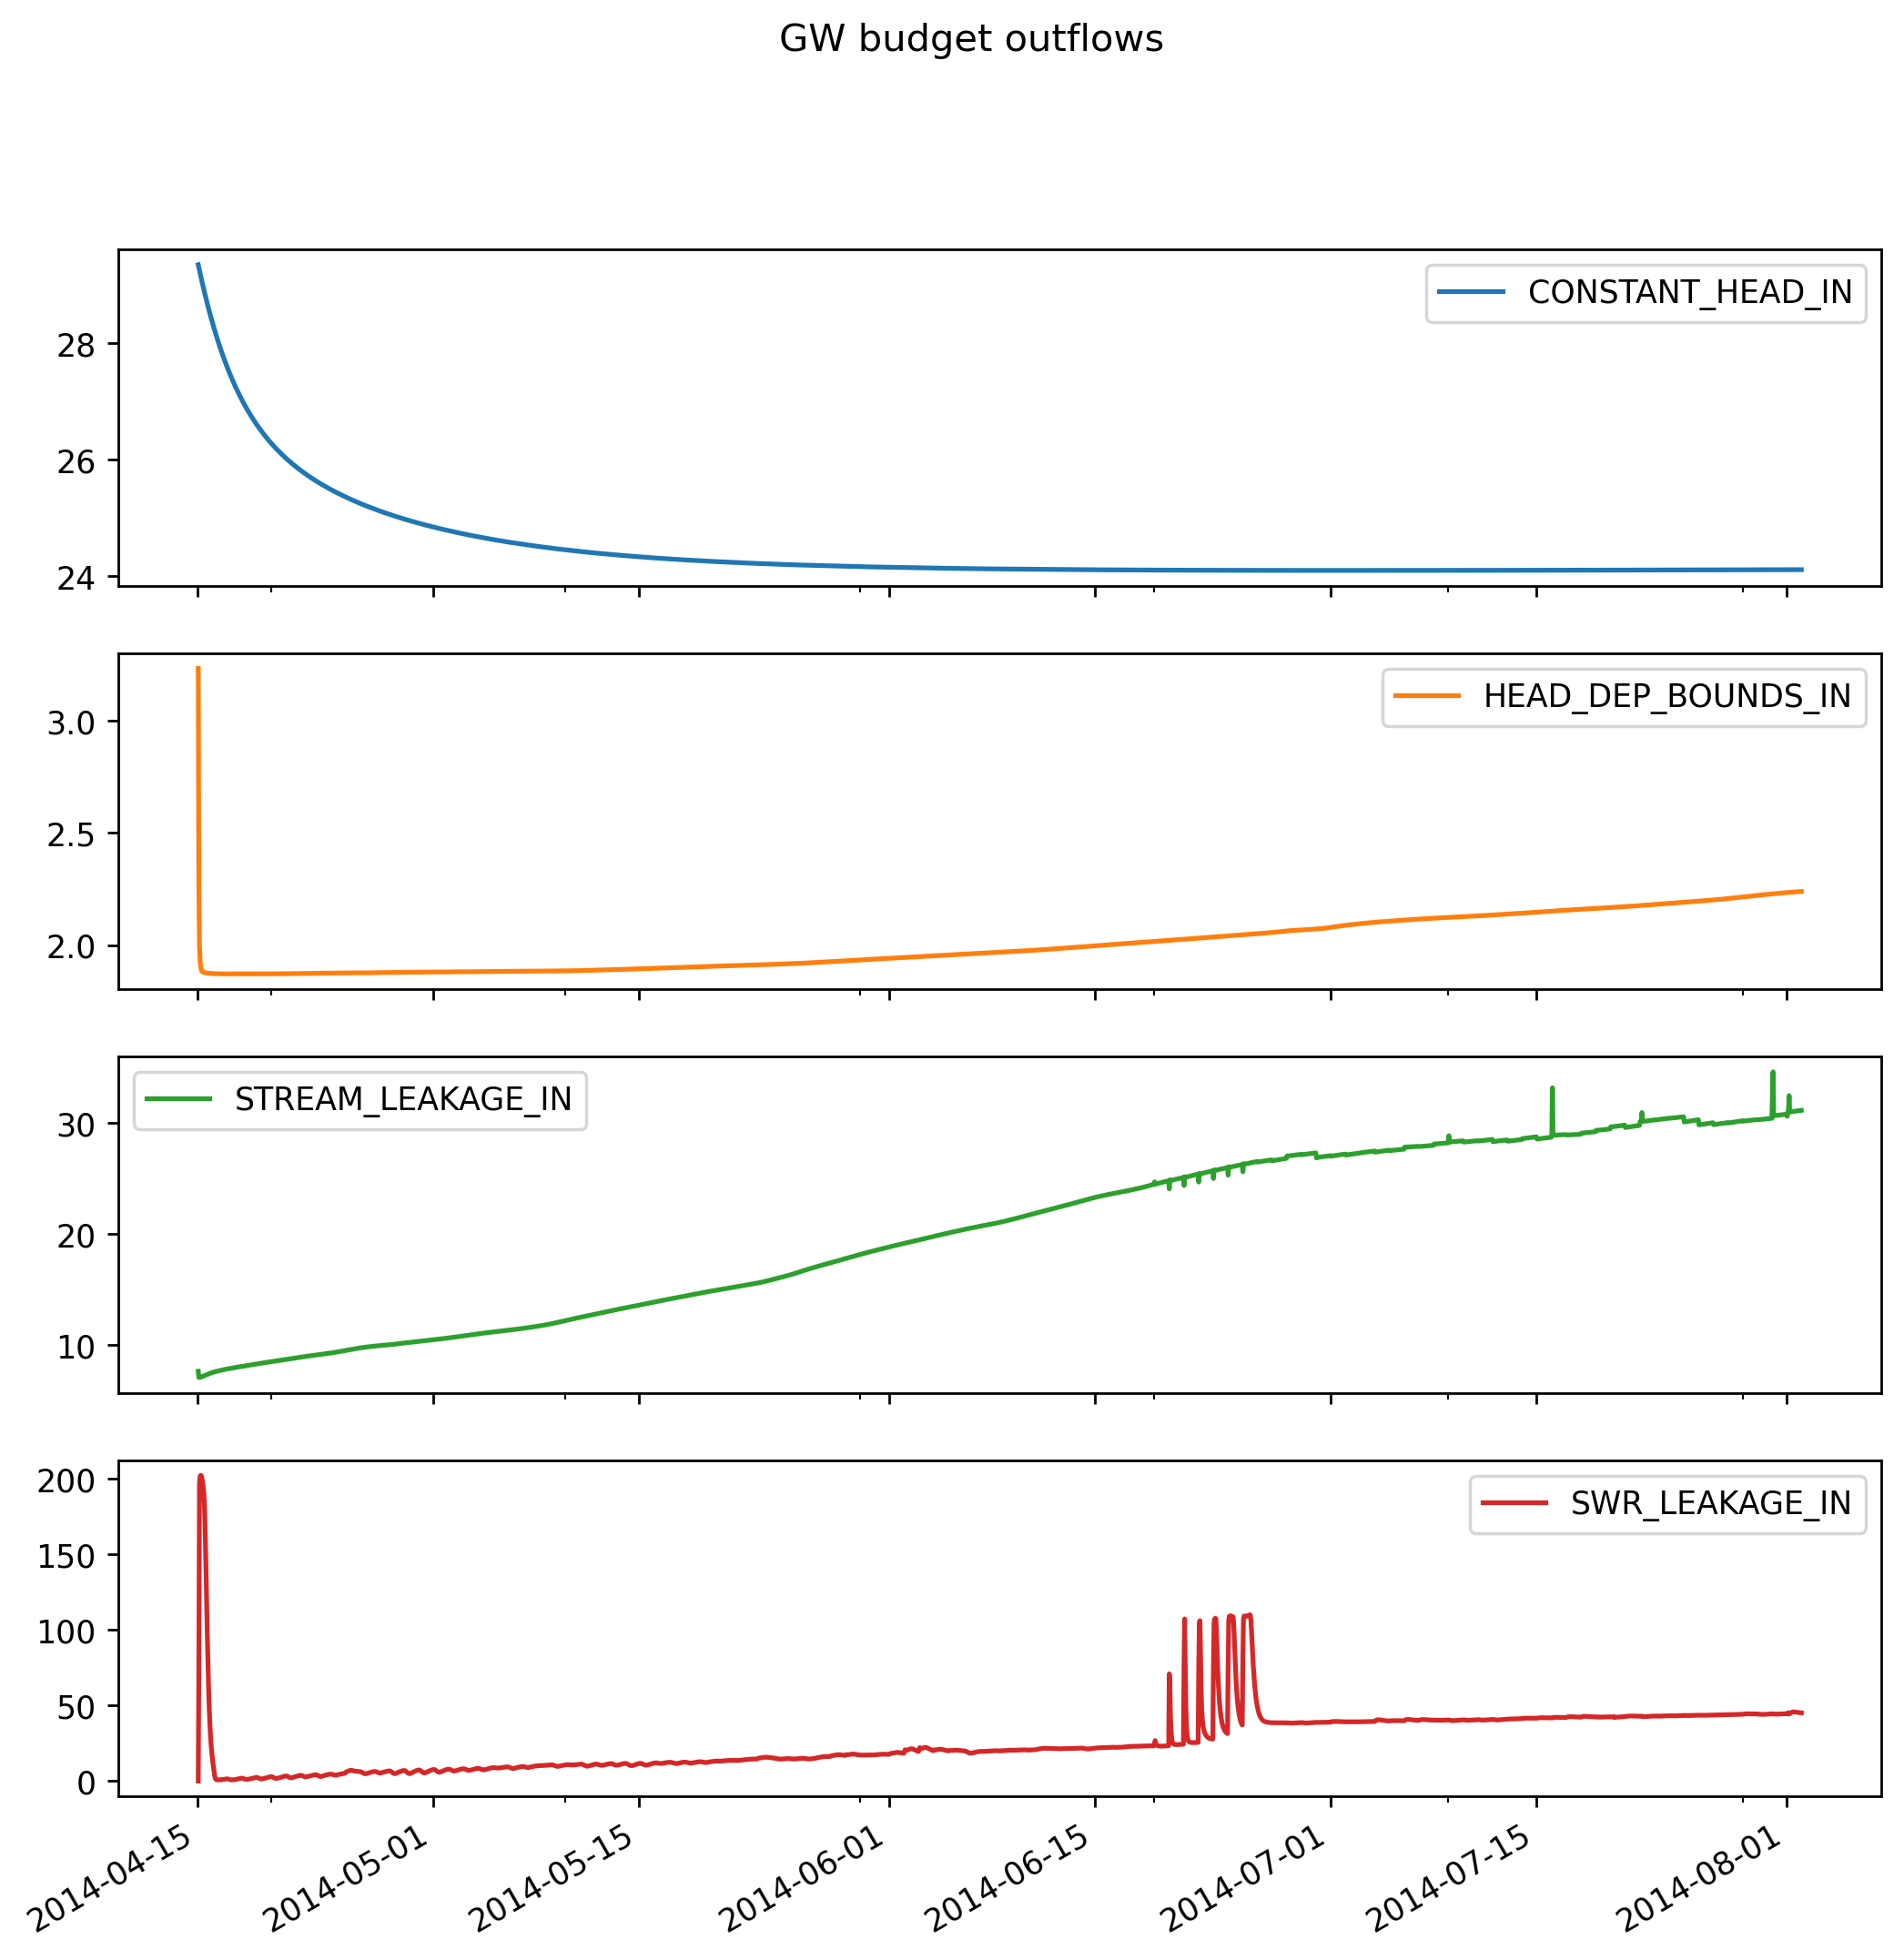 GW budget outflows
CONSTANT_HEAD_IN
28
26
24
HEAD_DEP_BOUNDS_IN
3.0
2.5
2.0
STREAM_LEAKAGE_IN
30
20
10
SWR_LEAKAGE_IN
200
150
100
50
0
2014-04-15 2014-05-01 2014-05-15 2014-06-01 2014-06-15 2014-07-01 2014-07-15 2014-08-01